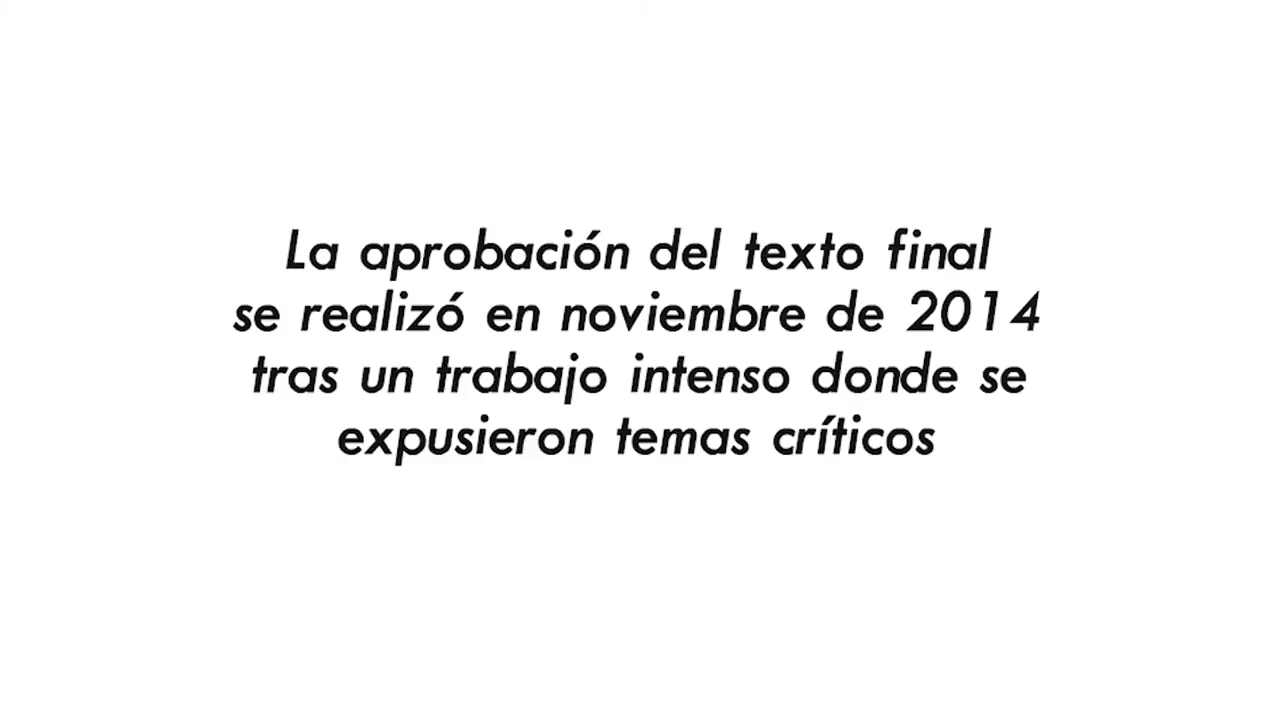 La aprobación del texto final
se realizó en noviembre de 2014
tras un trabajo intenso donde se
expusieron temas críticos